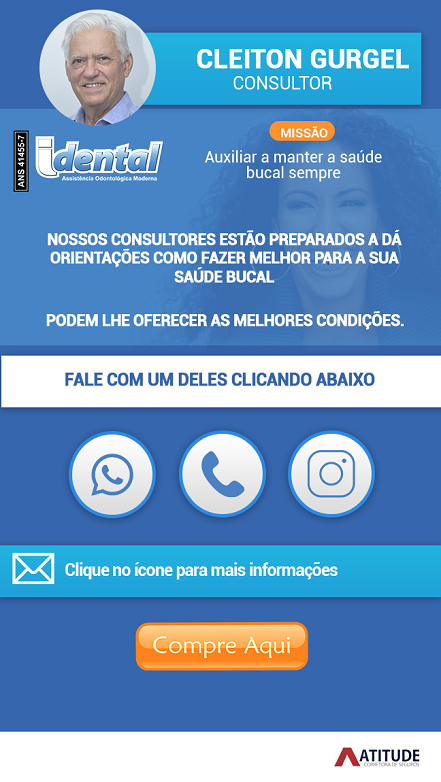 CLEITON GURGEL
CONSULTOR
ANS 41455-7
idental
Assistência Odontológica Moderna
MISSÃO
Auxiliar a manter a saúde
bucal sempre
NOSSOS CONSULTORES ESTÃO PREPARADOS A DÁ
ORIENTAÇÕES COMO FAZER MELHOR PARA A SUA
SAÚDE BUCAL
PODEM LHE OFERECER AS MELHORES CONDIÇÕES.
FALE COM UM DELES CLICANDO ABAIXO
Clique no ícone para mais informações
Compre Aqui
ATITUDE
CORRETORA DE SEGUROS